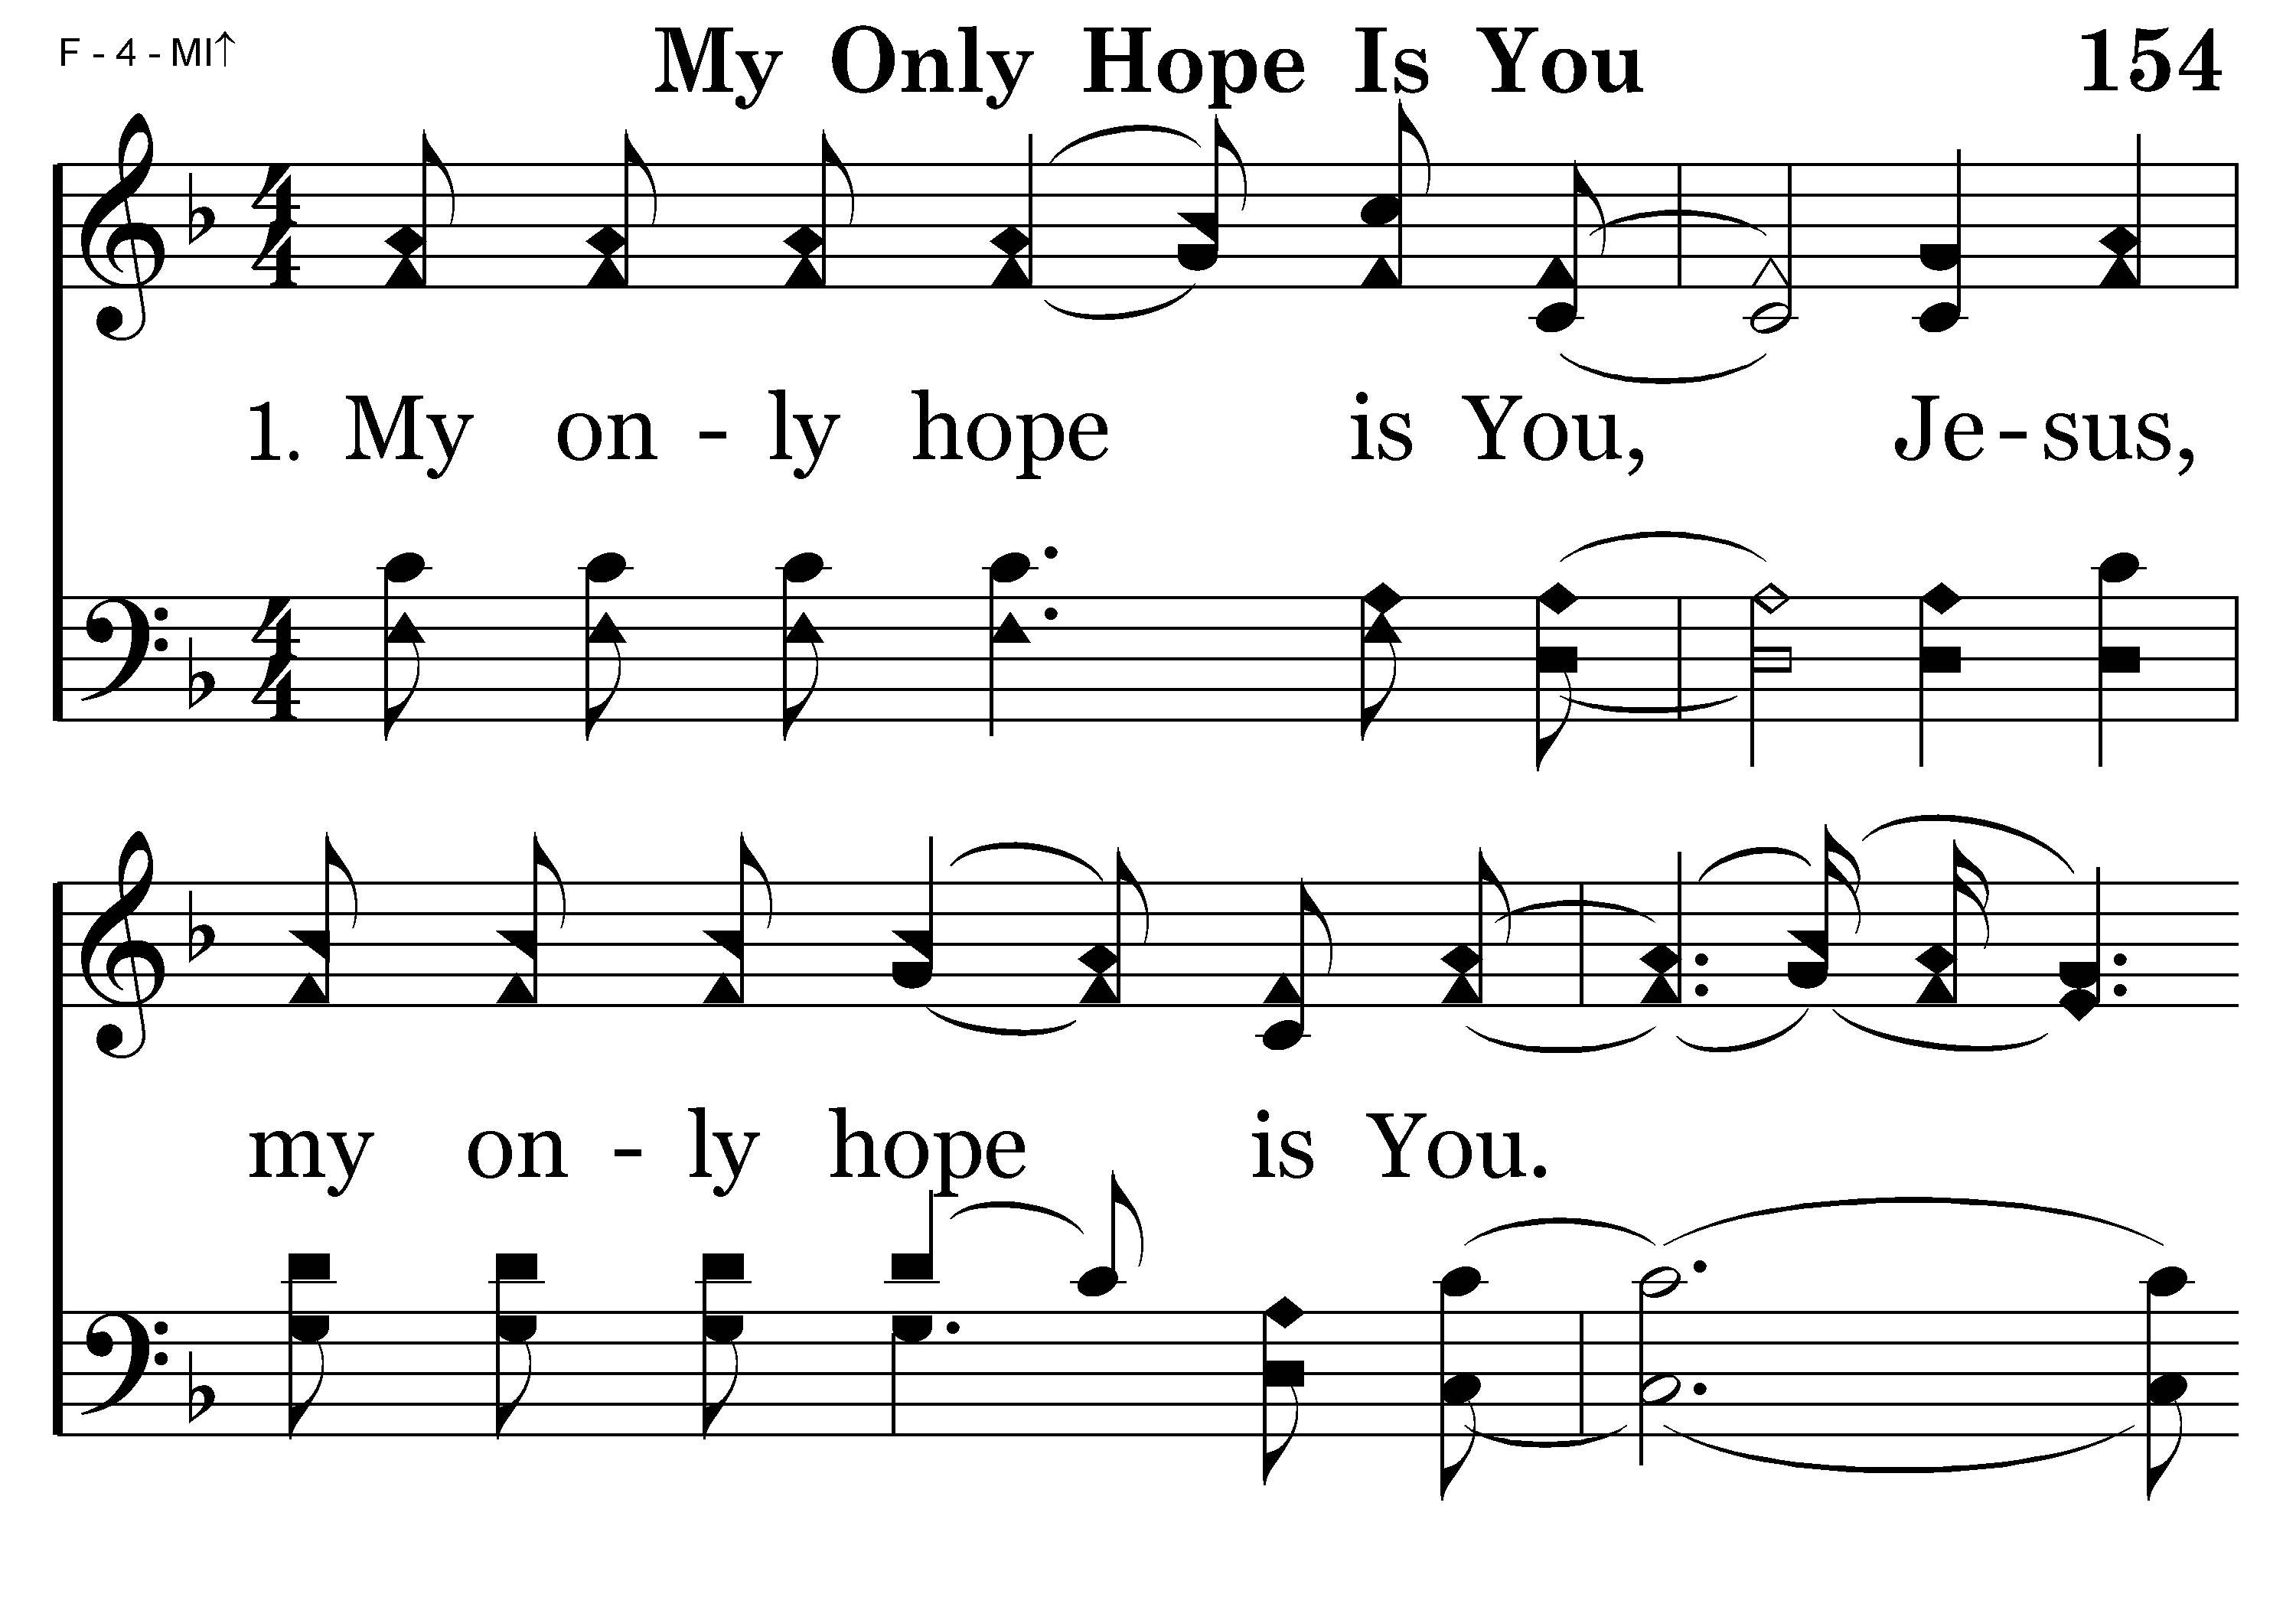 F - 4 - MI↑ My Only Hope Is You 154
1. My on - ly hope is You, Je - sus,
my on - ly hope is You.